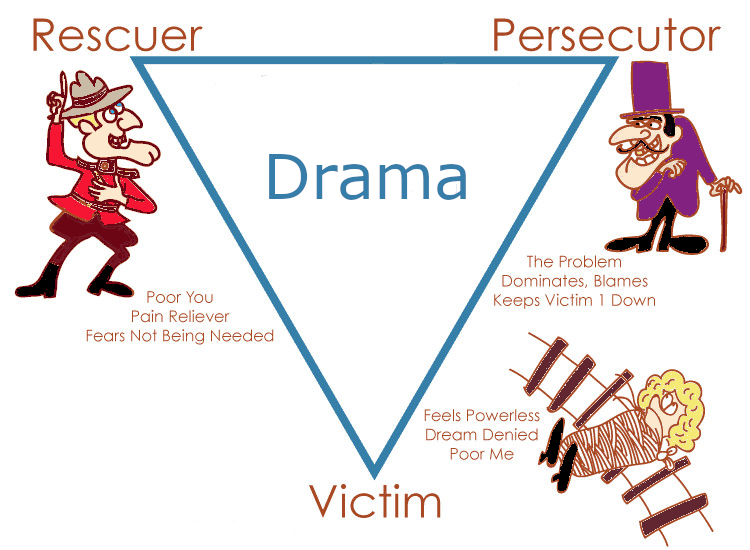 Rescuer
Persecutor
Drama
The Problem
Dominates, Blames
Keeps Victim 1 Down
Poor You
Pain Reliever
Fears Not Being Needed
Feels Powerless
Dream Denied
Poor Me
Victim